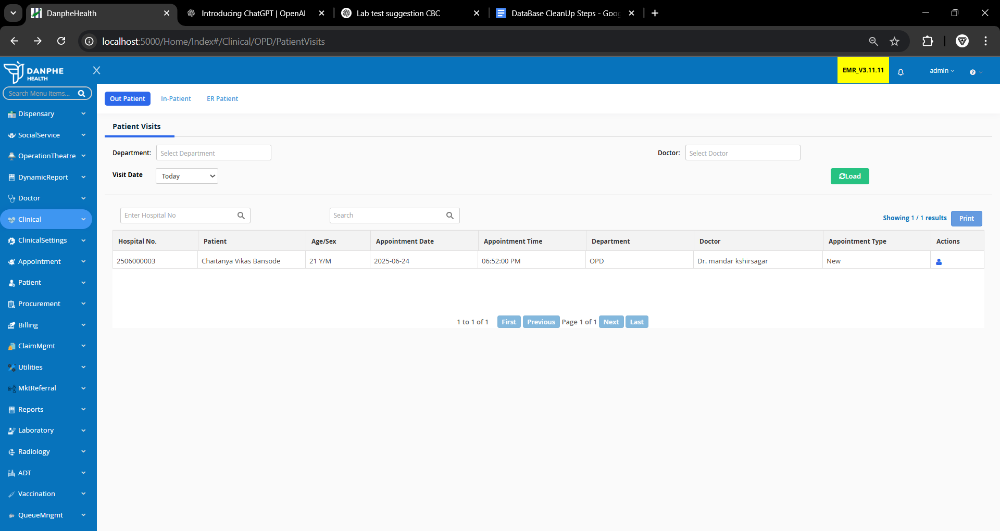 DanpheHealth
Introducing ChatGPT | OpenAI
Lab test suggestion CBC
DataBase CleanUp Steps - Goog
localhost:5000/Home/Index#/Clinical/OPD/PatientVisits
DANPHE
HEALTH
EMR_V3.11.11
admin
Search Menu Items...
Dispensary
SocialService
OperationTheatre
DynamicReport
Doctor
Clinical
ClinicalSettings
Appointment
Patient
Procurement
Billing
ClaimMgmt
Utilities
MktReferral
Reports
Laboratory
Radiology
ADT
Vaccination
QueueMngmt
Out Patient In-Patient ER Patient
Patient Visits
Department: Select Department Doctor: Select Doctor
Visit Date Today Load
Enter Hospital No Search Showing 1 / 1 results Print
Hospital No. Patient Age/Sex Appointment Date Appointment Time Department Doctor Appointment Type Actions
2506000003 Chaitanya Vikas Bansode 21 Y/M 2025-06-24 06:52:00 PM OPD Dr. mandar kshirsagar New
1 to 1 of 1 First Previous Page 1 of 1 Next Last